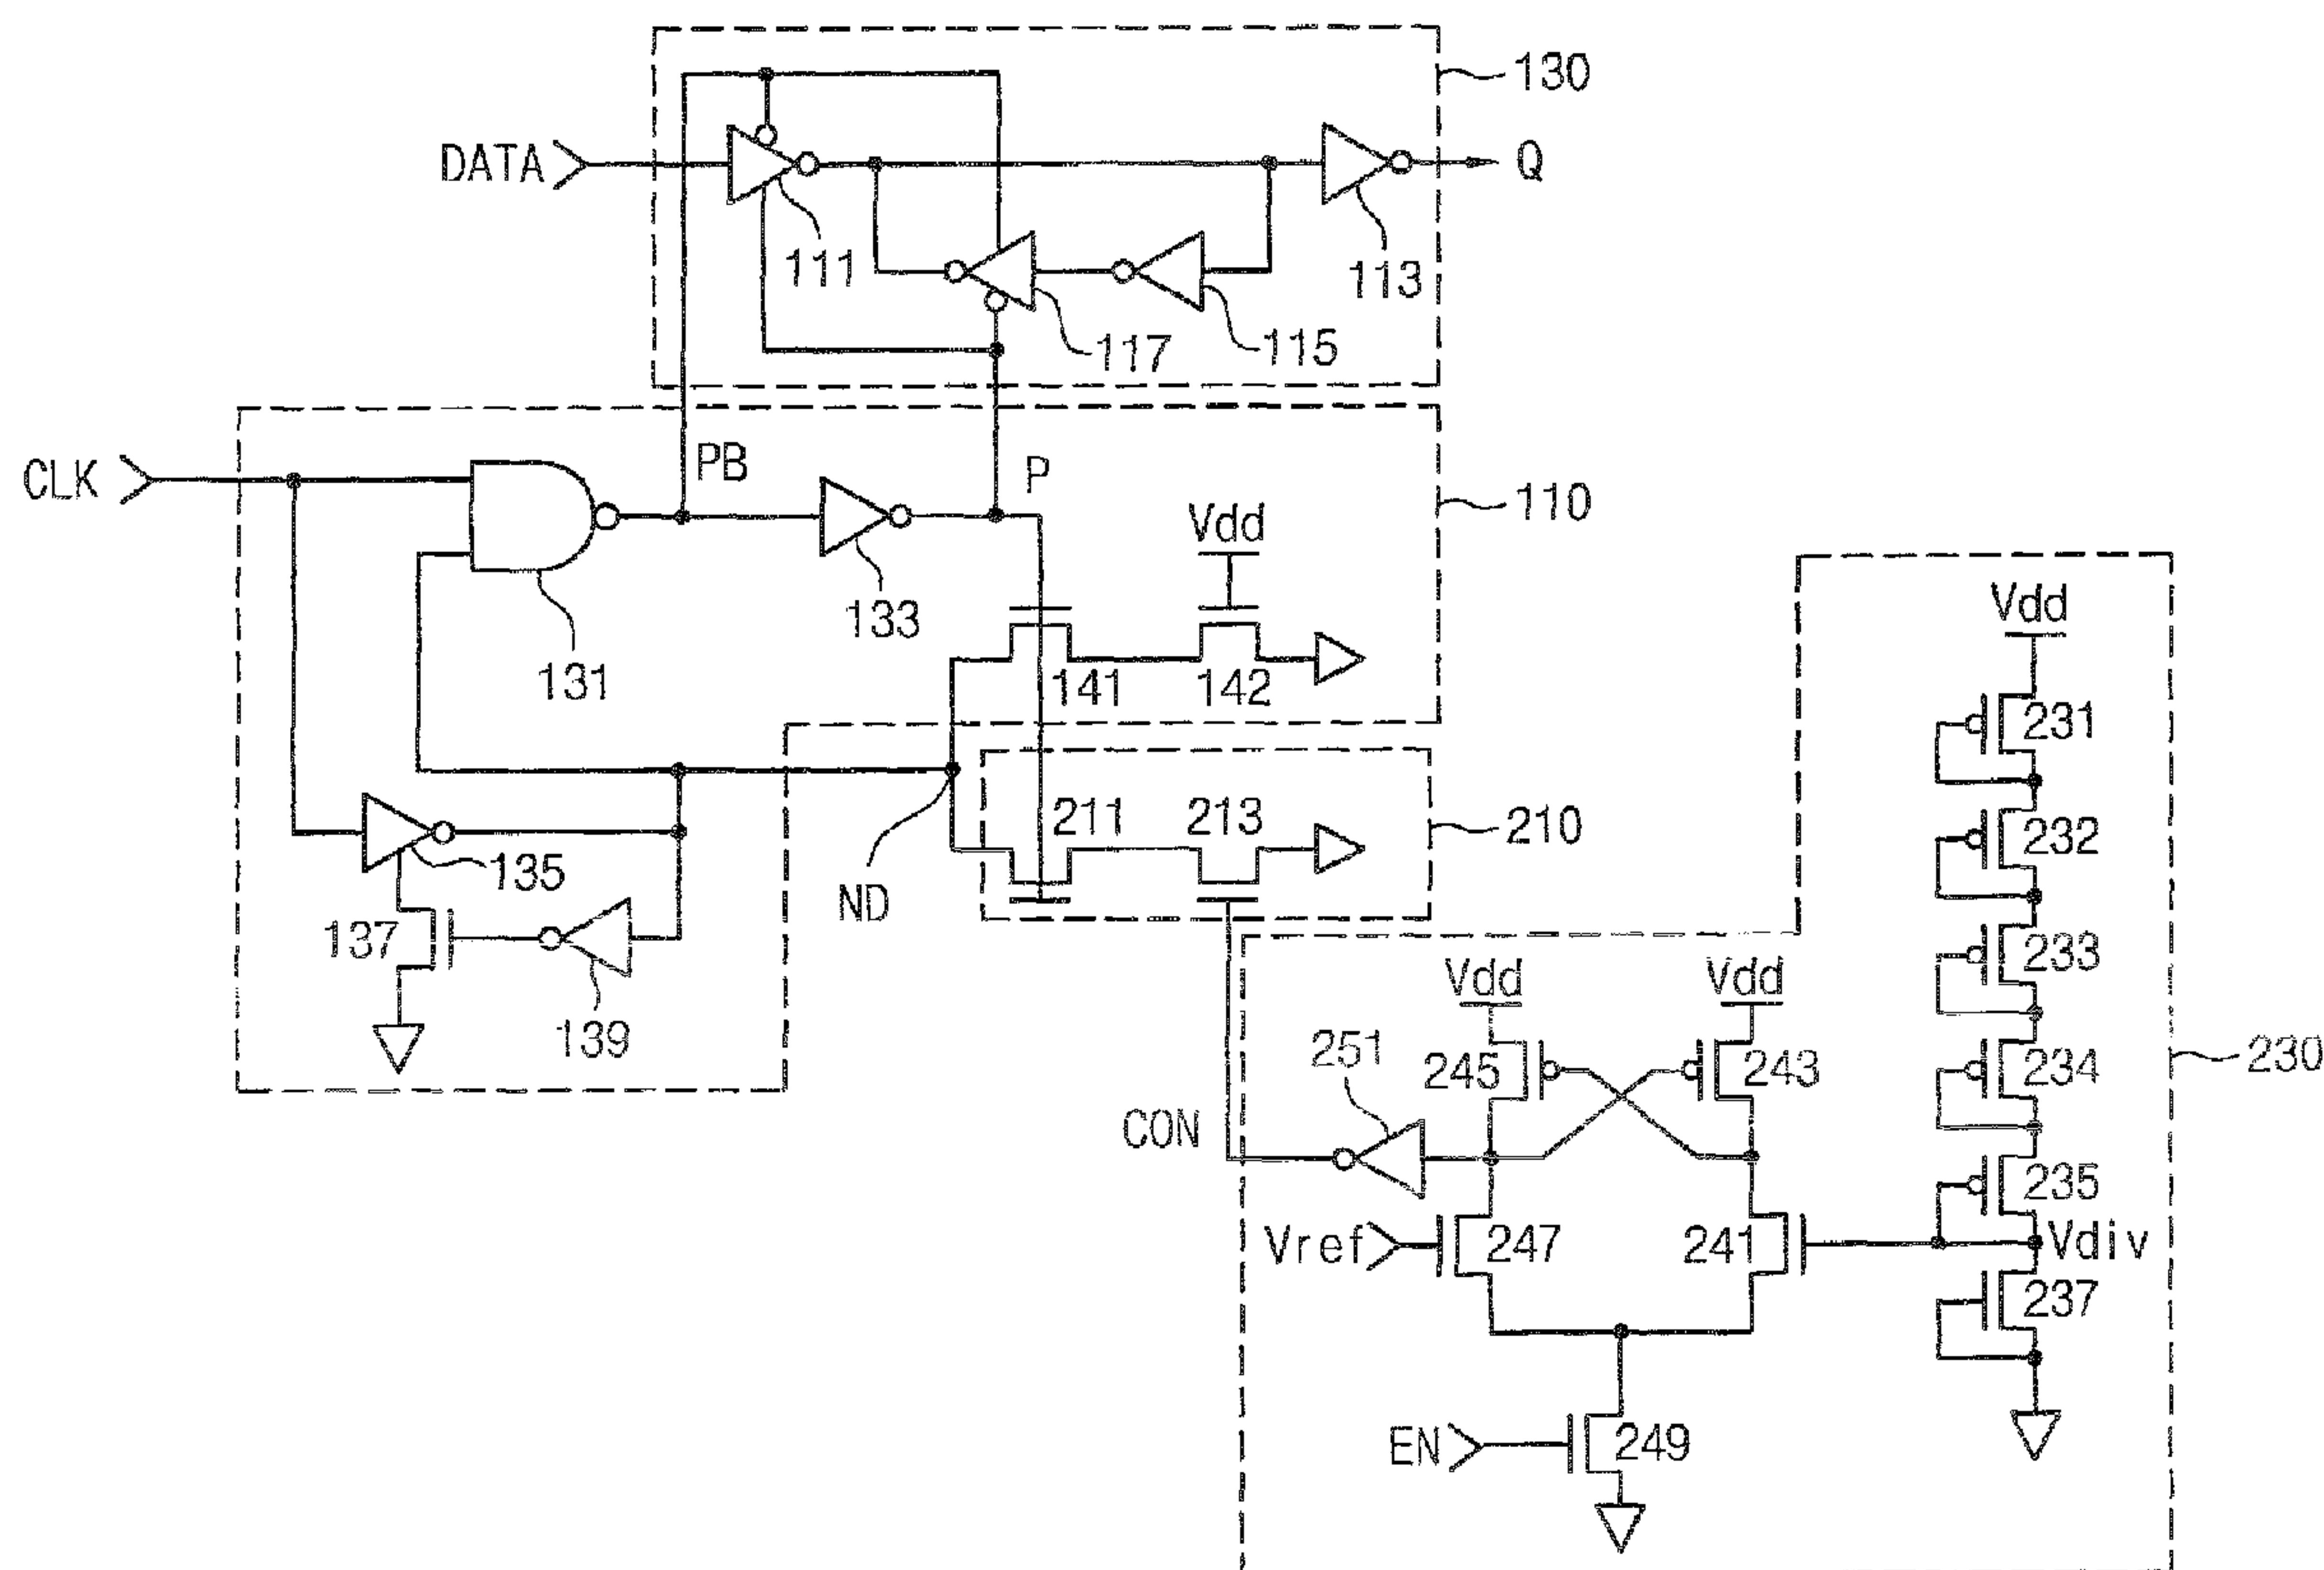 130
DATA
Q
111
113
117
115
CLK
PB
P
110
Vdd
133
131
141
142
Vdd
231
211
213
210
232
135
ND
137
233
Vdd
Vdd
139
251
245
243
234
230
CON
235
Vref
247
241
Vdiv
237
EN
249